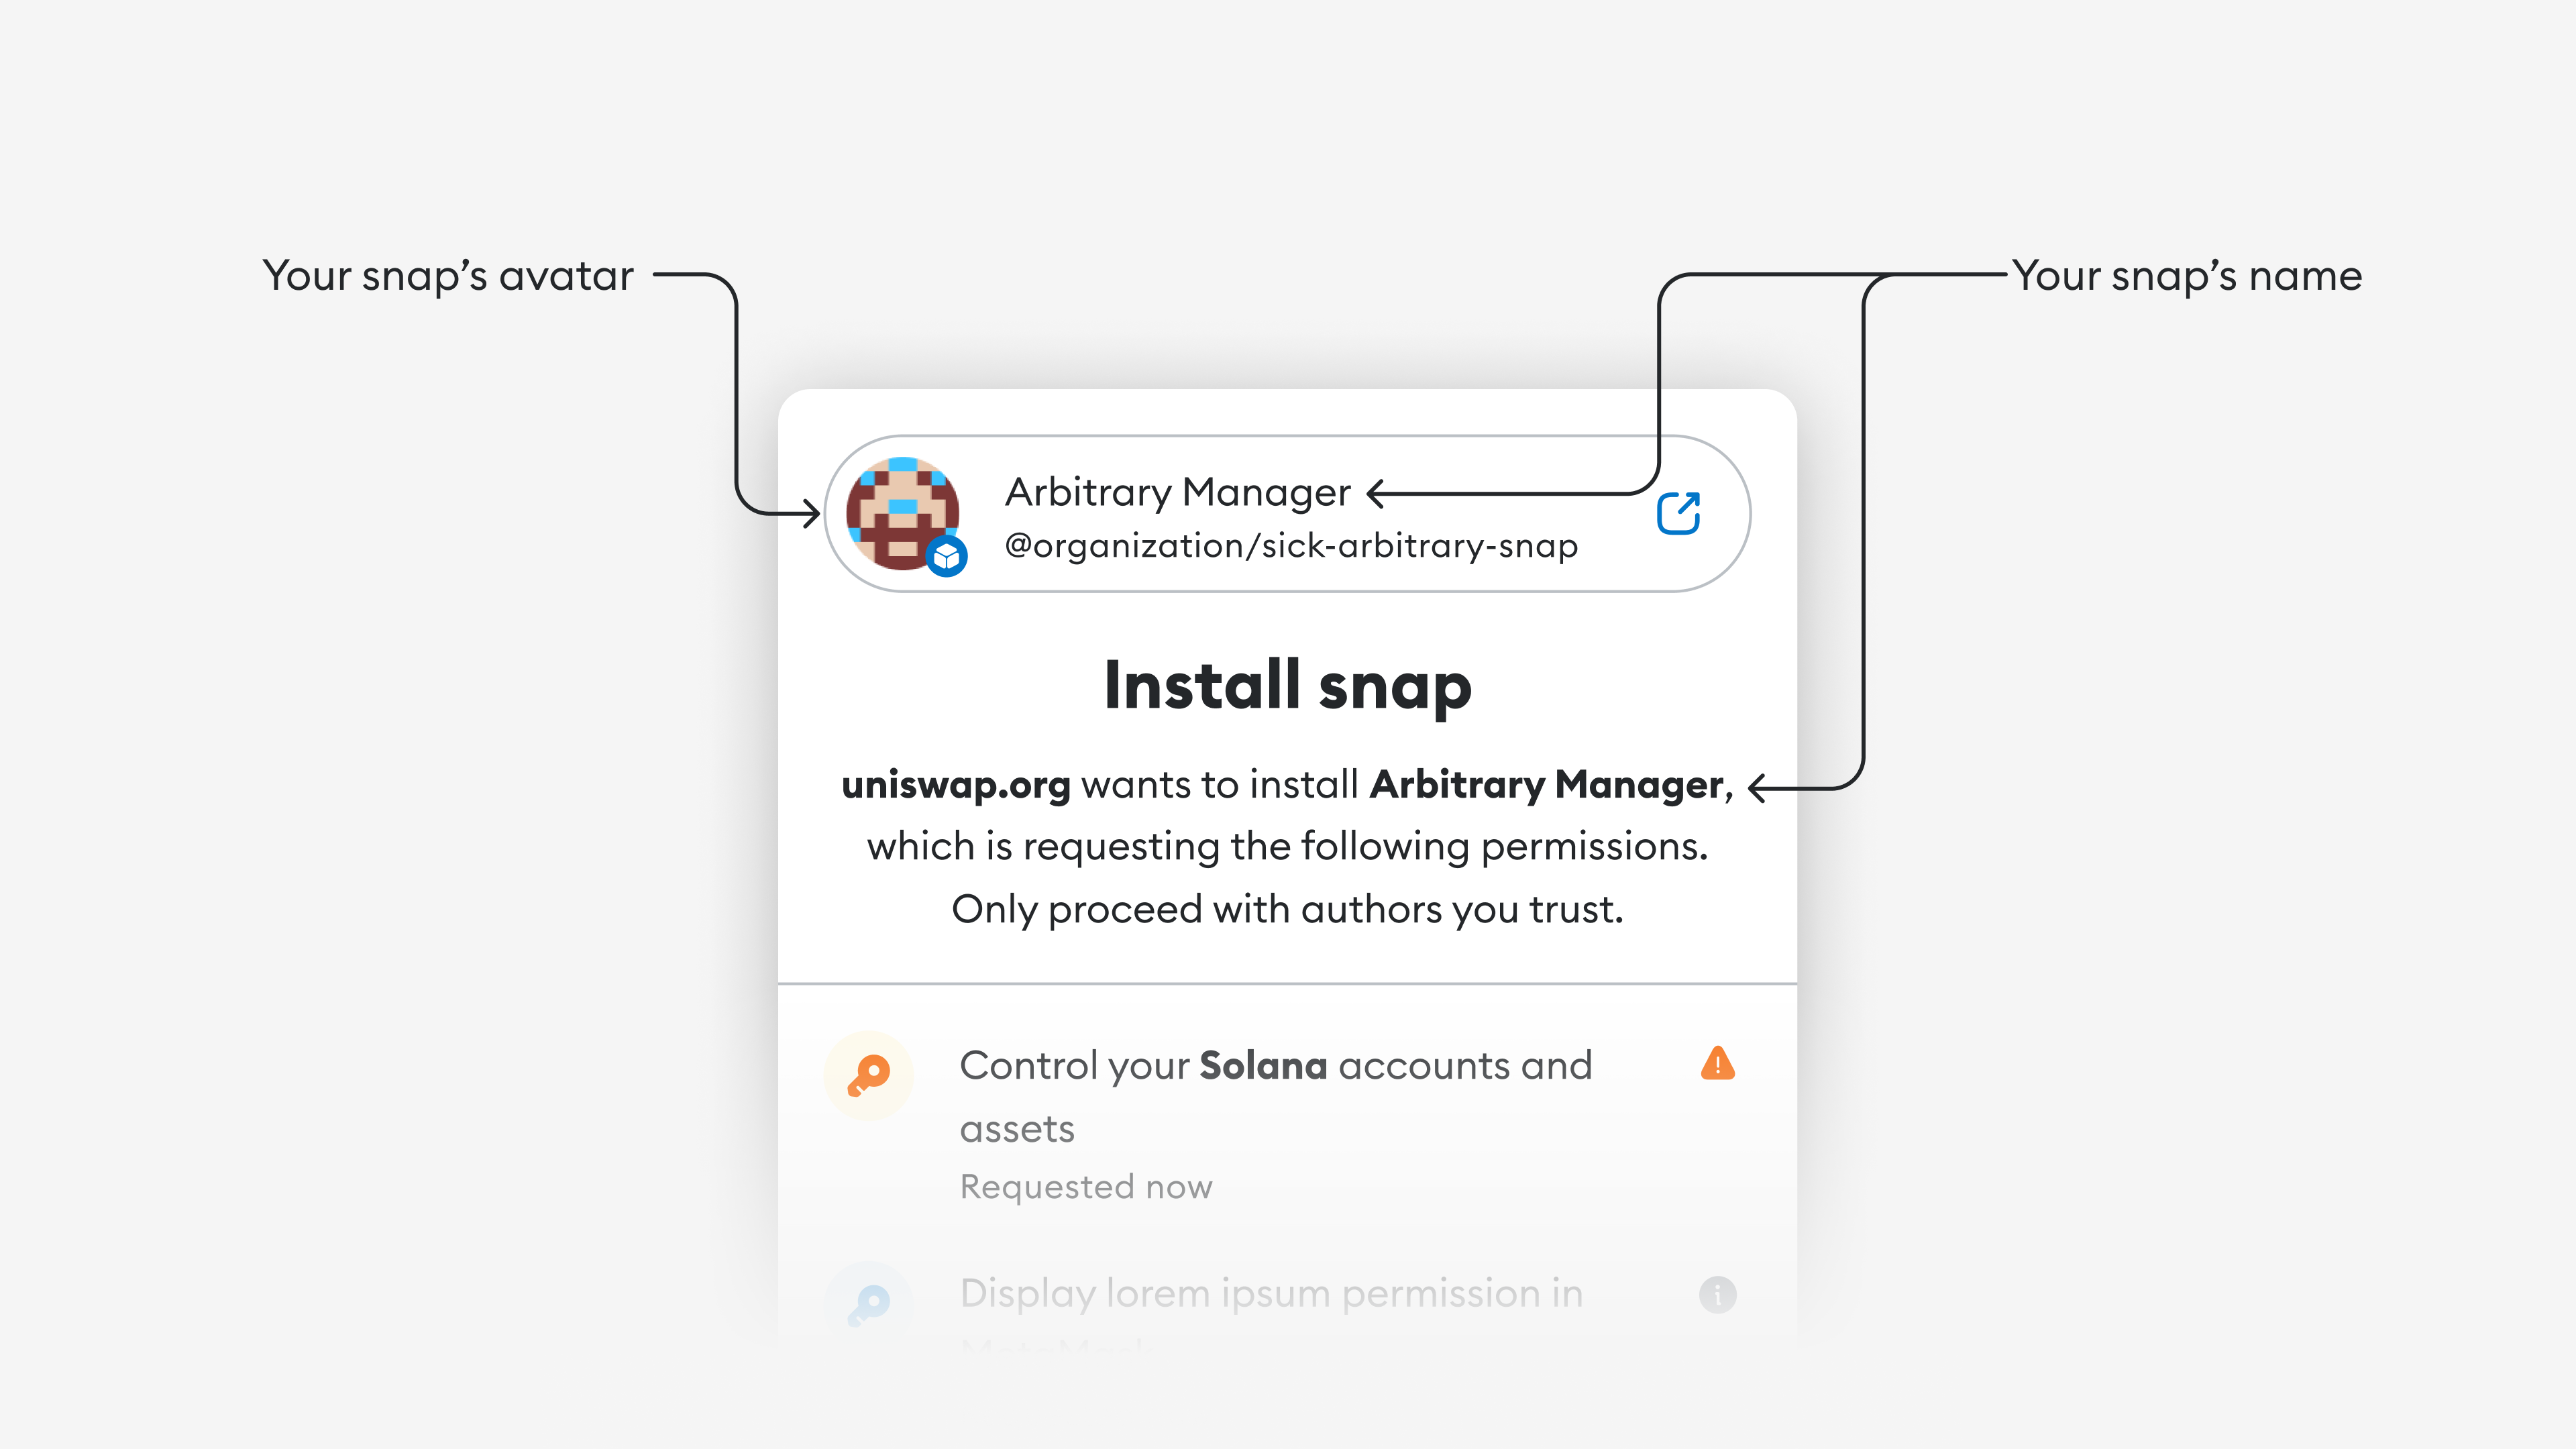 Your snap’s avatar
Your snap’s name
Arbitrary Manager
@organization/sick-arbitrary-snap
Install snap
uniswap.org wants to install Arbitrary Manager,
which is requesting the following permissions.
Only proceed with authors you trust.
Control your Solana accounts and
assets
Requested now
Display lorem ipsum permission in